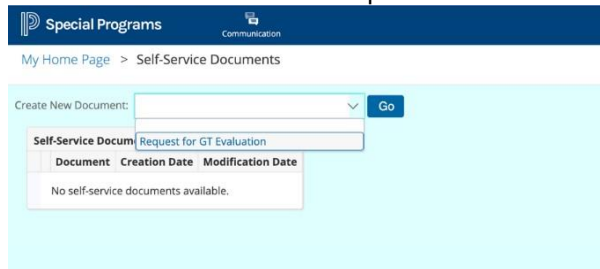 Special Programs
Communication
My Home Page > Self-Service Documents
Create New Document:
Go
Request for GT Evaluation
Self-Service Docum
Document Creation Date Modification Date
No self-service documents available.